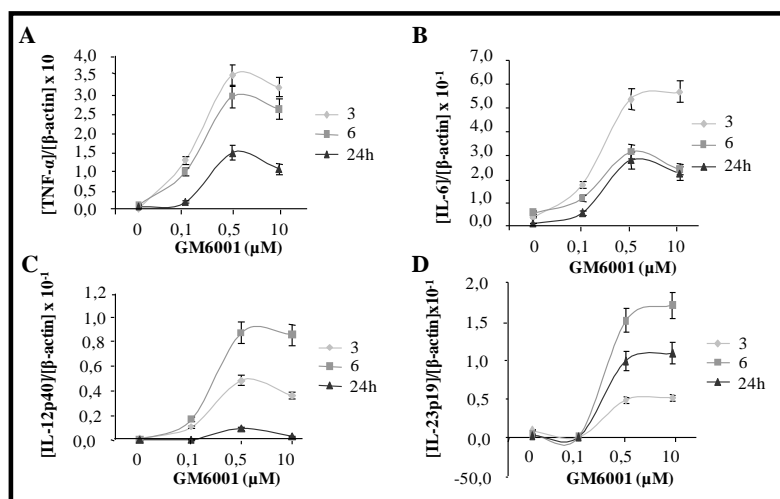 A
[TNF-α]/[β-actin] x 10
4,0
3,5
3,0
2,5
2,0
1,5
1,0
0,5
0,0
0 0,1 0,5 10
GM6001 (µM)
3
6
24h
B
[IL-6]/[β-actin] x 10⁻¹
7,0
6,0
5,0
4,0
3,0
2,0
1,0
0,0
0 0,1 0,5 10
GM6001 (µM)
3
6
24h
C
[IL-12p40]/[β-actin] x 10⁻¹
1,2
1,0
0,8
0,6
0,4
0,2
0,0
0 0,1 0,5 10
GM6001 (µM)
3
6
24h
D
[IL-23p19]/[β-actin]x10⁻¹
2,0
1,5
1,0
0,5
0,0
-50,0
0 0,1 0,5 10
GM6001 (µM)
3
6
24h